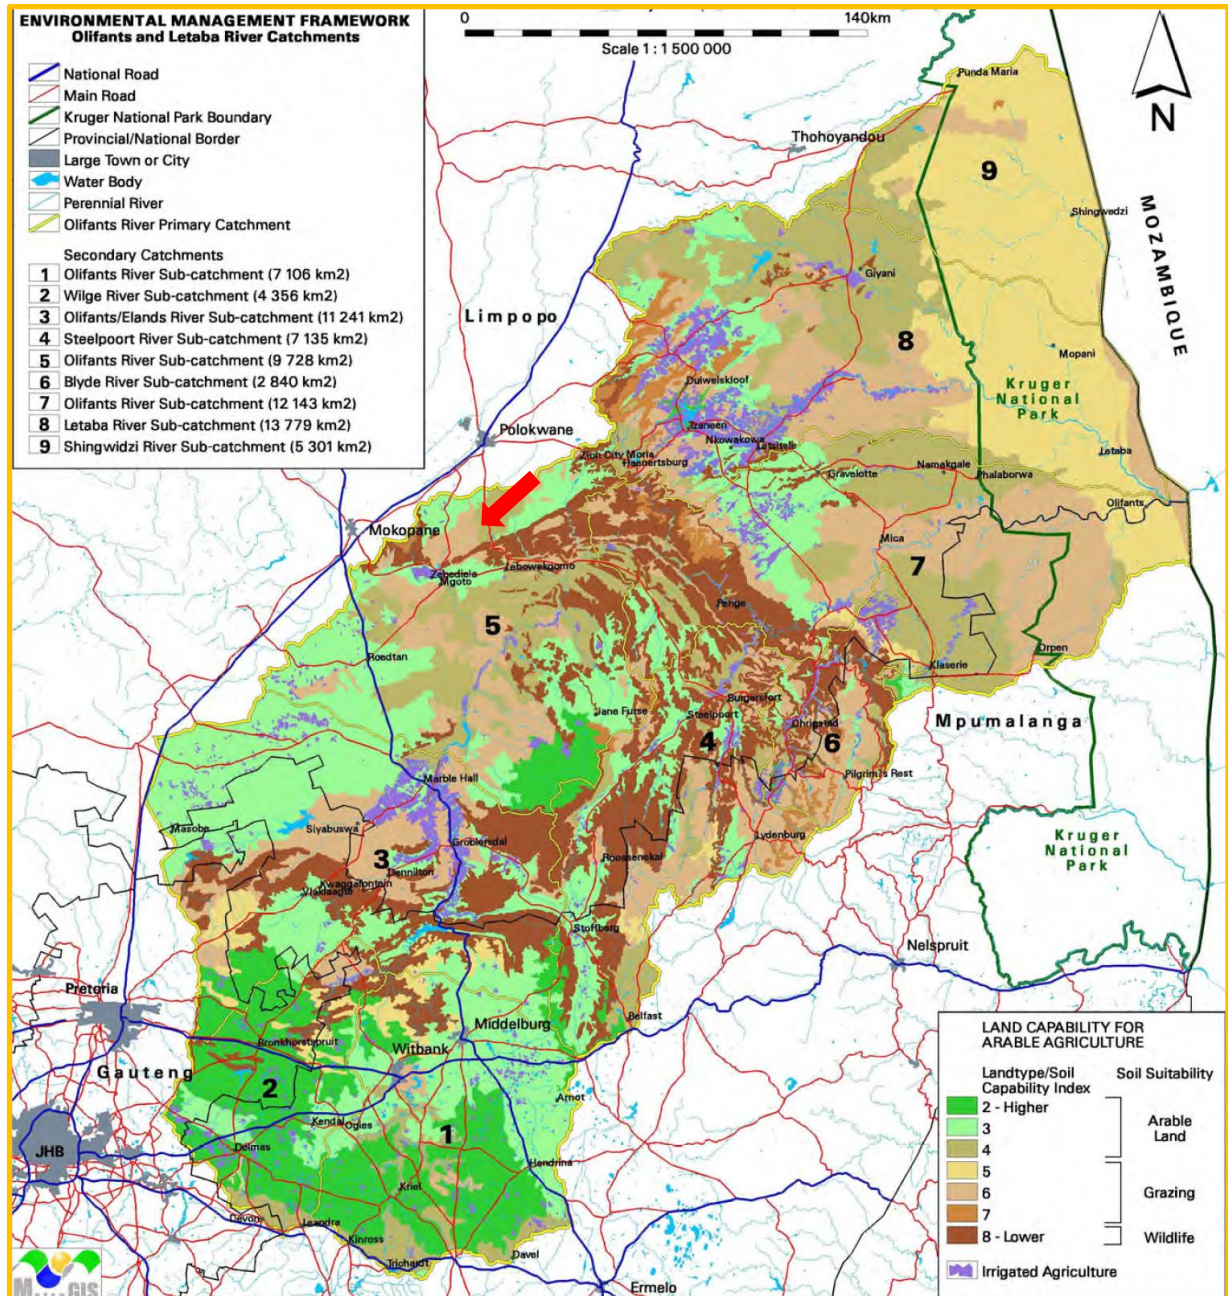 ENVIRONMENTAL MANAGEMENT FRAMEWORK
Olifants and Letaba River Catchments
National Road
Main Road
Kruger National Park Boundary
Provincial/National Border
Large Town or City
Water Body
Perennial River
Olifants River Primary Catchment
Secondary Catchments
1 Olifants River Sub-catchment (7 106 km2)
2 Wilge River Sub-catchment (4 356 km2)
3 Olifants/Elands River Sub-catchment (11 241 km2)
4 Steelpoort River Sub-catchment (7 135 km2)
5 Olifants River Sub-catchment (9 728 km2)
6 Blyde River Sub-catchment (2 840 km2)
7 Olifants River Sub-catchment (12 143 km2)
8 Letaba River Sub-catchment (13 779 km2)
9 Shingwidzi River Sub-catchment (5 301 km2)
0 140km
Scale 1 : 1 500 000
N
Punda Maria
Thohoyandou
9
MOZAMBIQUE
Shingwedzi
Giyani
Limpopo
8
Mopani
Duiwelskloof
Kruger
National
Park
Tzaneen
Polokwane
Nkowakowa
Letsitele
Zion City Moria
Haenertsburg
Letaba
Gravelotte
Namakgale
Phalaborwa
Olifants
Mokopane
Mica
7
Lebowakgomo
Zebediela
Mgoto
Penge
5
Roedtan
Orpen
Klaserie
Burgersfort
Jane Furse
Steelpoort
Ohrigstad
Mpumalanga
4
6
Pilgrim?s Rest
Marble Hall
Masobe
Siyabuswa
Lydenburg
Groblersdal
3
Roossenekal
Dennilton
Kwaggafontein
Vlaklaagte
Kruger
National
Park
Stoffberg
Nelspruit
Pretoria
Belfast
Middelburg
Bronkhorstspruit
Witbank
Gauteng
2
Arnot
Kendal
Ogies
1
Delmas
JHB
Hendrina
Kriel
Devon
Leandra
Kinross
Trichardt
Davel
Ermelo
LAND CAPABILITY FOR
ARABLE AGRICULTURE
Landtype/Soil
Capability Index
Soil Suitability
2 - Higher
3
4
Arable
Land
5
6
7
Grazing
8 - Lower
Wildlife
Irrigated Agriculture
GIS